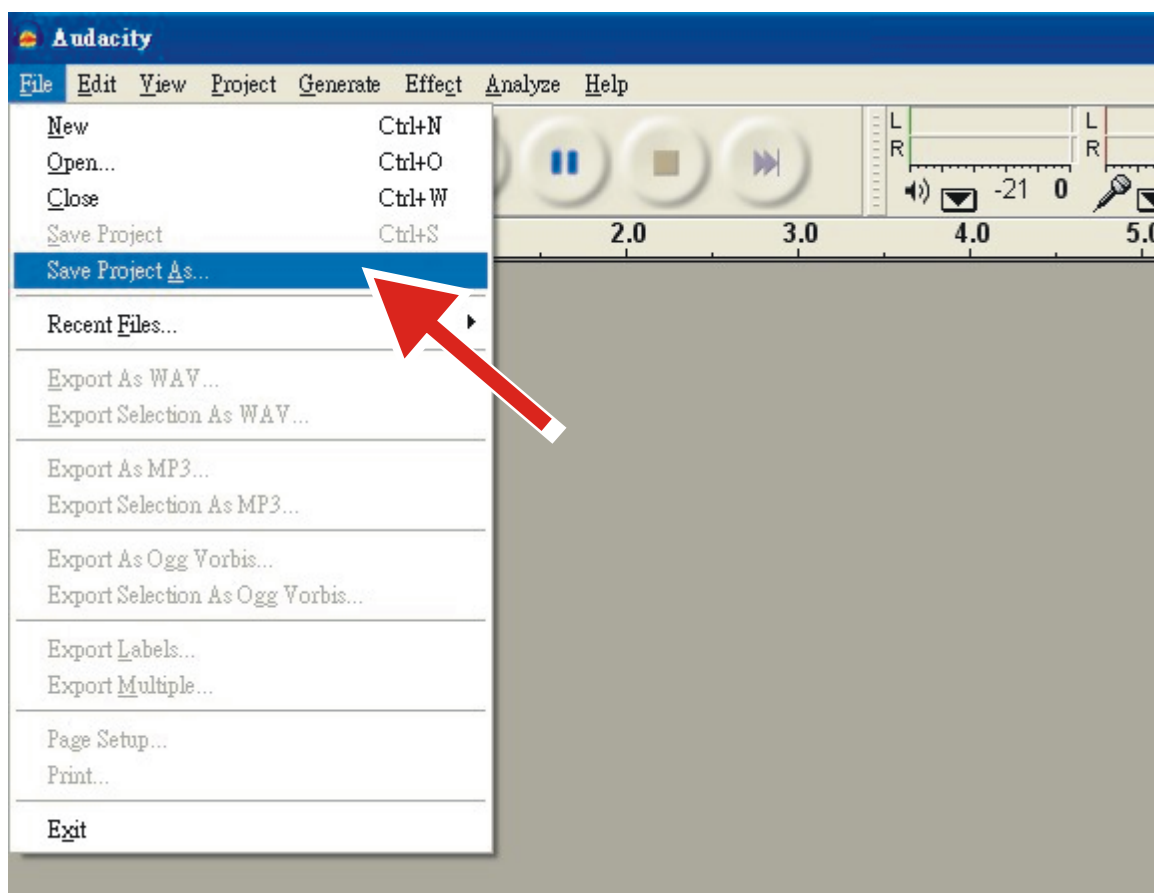 Audacity
File Edit View Project Generate Effect Analyze Help
New Ctrl+N
Open... Ctrl+O
Close Ctrl+W
Save Project Ctrl+S
Save Project As...
Recent Files...
Export As WAV...
Export Selection As WAV...
Export As MP3...
Export Selection As MP3...
Export As Ogg Vorbis...
Export Selection As Ogg Vorbis...
Export Labels...
Export Multiple...
Page Setup...
Print...
Exit
L L
R R
-21 0
2.0 3.0 4.0 5.0